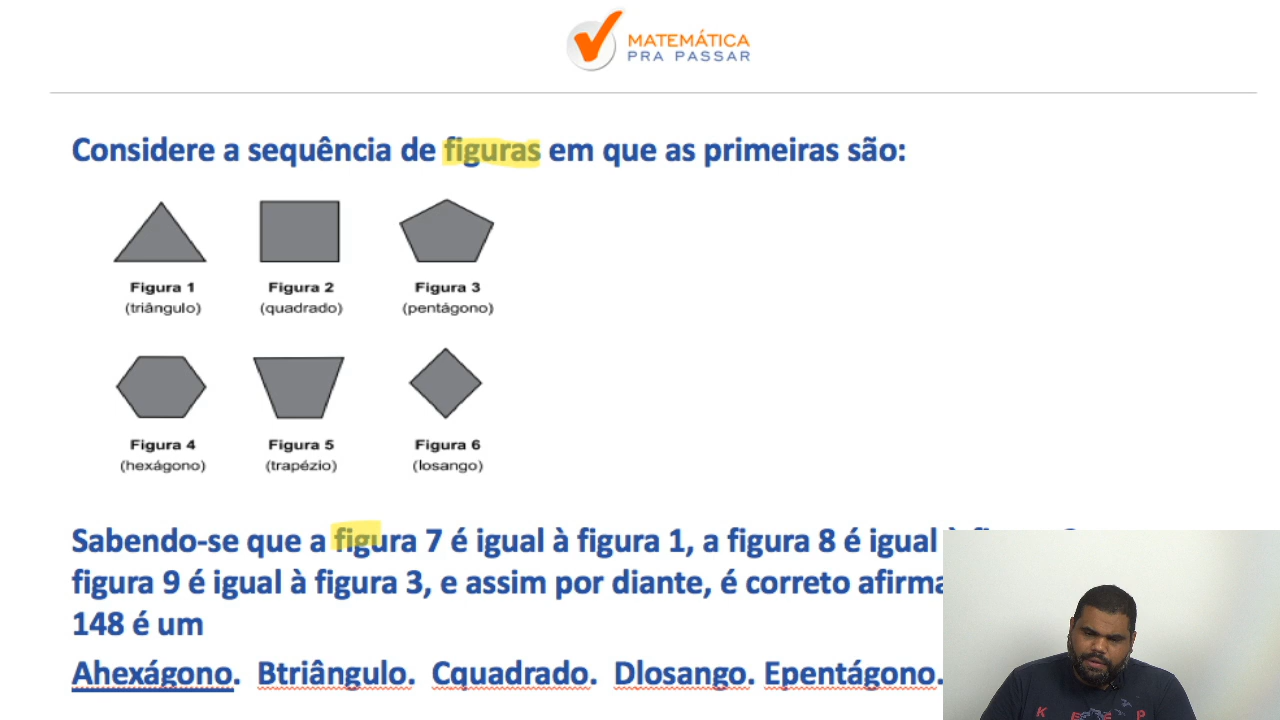 MATEMÁTICA
PRA PASSAR
Considere a sequência de figuras em que as primeiras são:
Figura 1 Figura 2 Figura 3
(triângulo) (quadrado) (pentágono)
Figura 4 Figura 5 Figura 6
(hexágono) (trapézio) (losango)
Sabendo-se que a figura 7 é igual à figura 1, a figura 8 é igual
figura 9 é igual à figura 3, e assim por diante, é correto
148 é um
Ahexágono. Btriângulo. Cquadrado. Dlosango. Epentágono.
K E E P